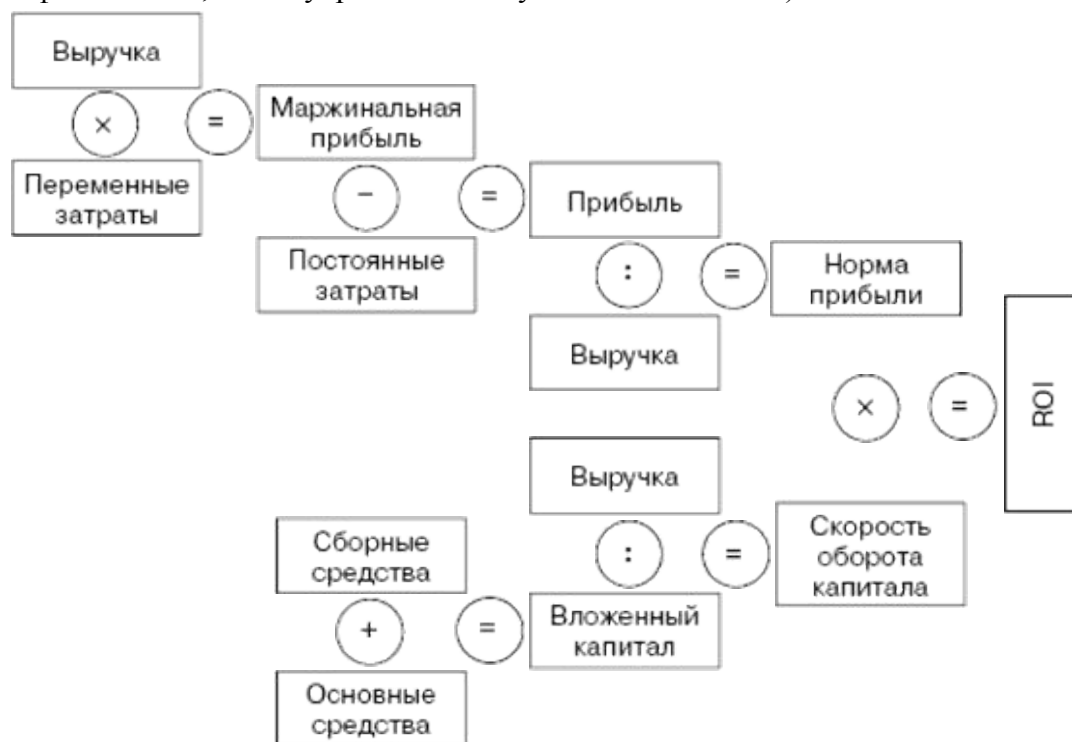 Выручка
×
=
Переменные
затраты
Маржинальная
прибыль
−
=
Постоянные
затраты
Прибыль
:
=
Выручка
Норма
прибыли
×
=
ROI
Выручка
:
=
Вложенный
капитал
Скорость
оборота
капитала
Сборные
средства
+
=
Основные
средства